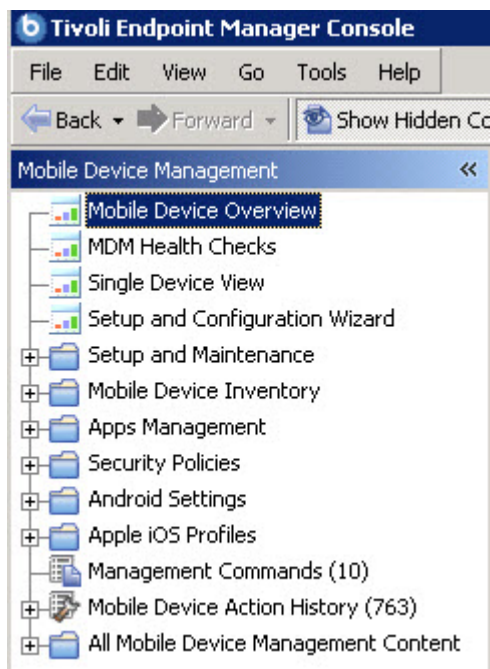 Tivoli Endpoint Manager Console
File Edit View Go Tools Help
Back Forward Show Hidden Co
Mobile Device Management
Mobile Device Overview
MDM Health Checks
Single Device View
Setup and Configuration Wizard
Setup and Maintenance
Mobile Device Inventory
Apps Management
Security Policies
Android Settings
Apple iOS Profiles
Management Commands (10)
Mobile Device Action History (763)
All Mobile Device Management Content